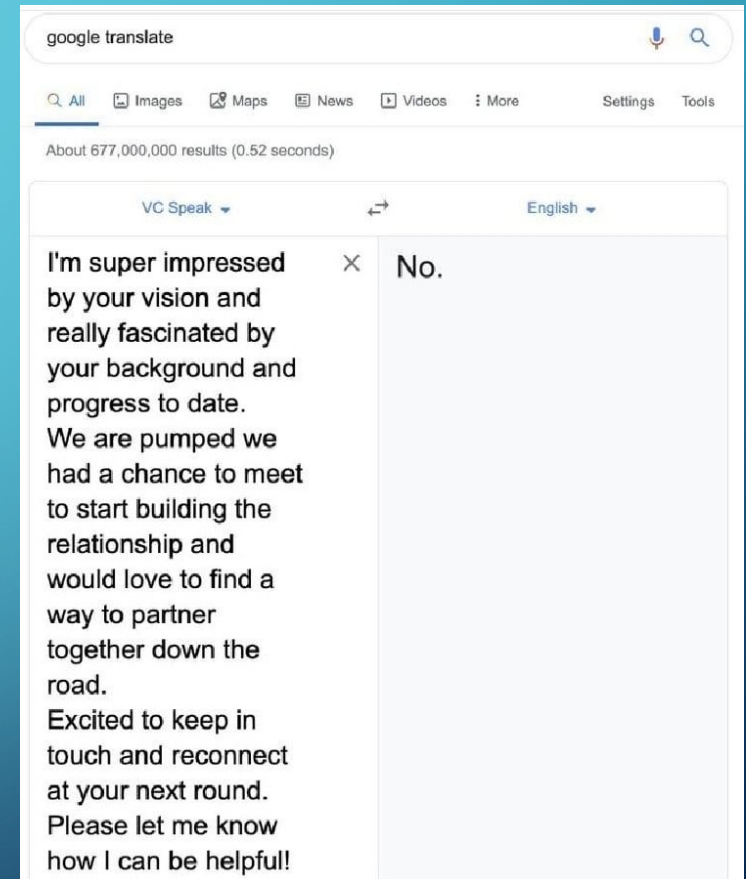 google translate
All Images Maps News Videos More Settings Tools
About 677,000,000 results (0.52 seconds)
VC Speak English
I'm super impressed
by your vision and
really fascinated by
your background and
progress to date.
We are pumped we
had a chance to meet
to start building the
relationship and
would love to find a
way to partner
together down the
road.
Excited to keep in
touch and reconnect
at your next round.
Please let me know
how I can be helpful!
No.